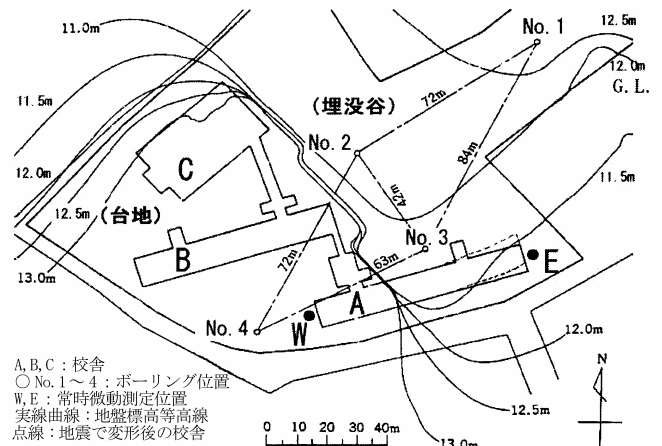 11.0m
No. 1
12.5m
12.0m
G.L.
11.5m
72m
(埋没谷)
No. 2
84m
C
42m
12.0m
11.5m
12.5m
(台地)
No. 3
B
72m
63m
E
13.0m
A
No. 4
W
12.0m
A,B,C:校舎
○ No.1~4:ボーリング位置
W,E:常時微動測定位置
実線曲線:地盤標高等高線
点線:地震で変形後の校舎
N
12.5m
0 10 20 30 40m
13.0m